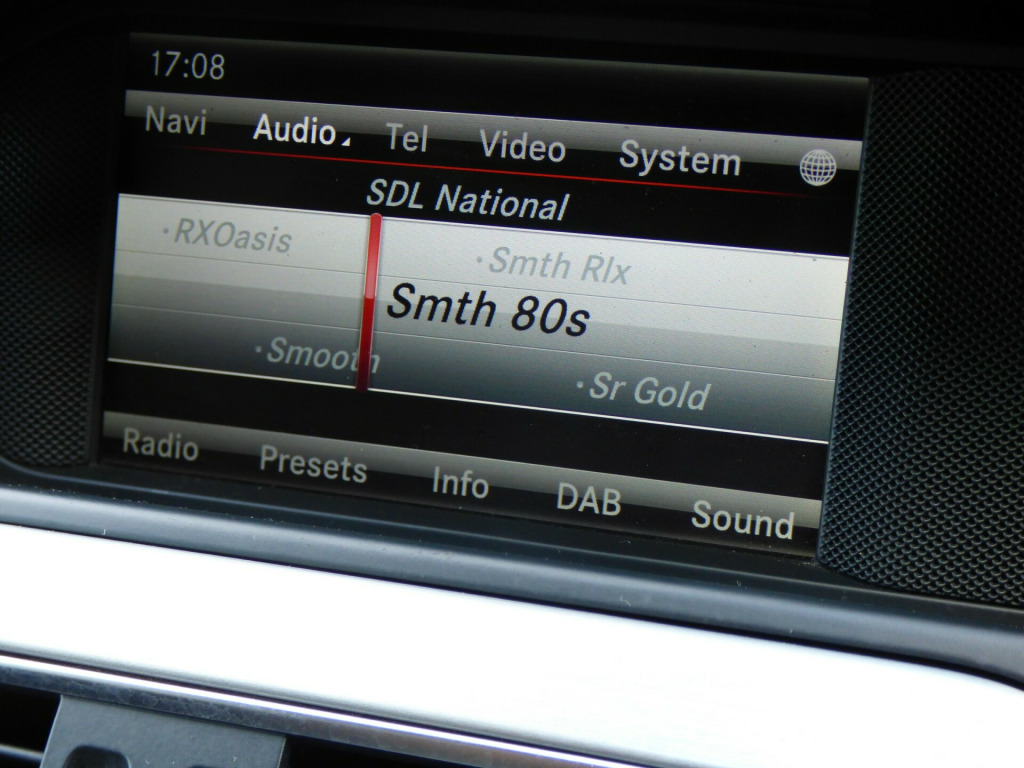 17:08
Navi Audio Tel Video System
SDL National
·RXOasis ·Smth Rlx
Smth 80s
·Smooth ·Sr Gold
Radio Presets Info DAB Sound